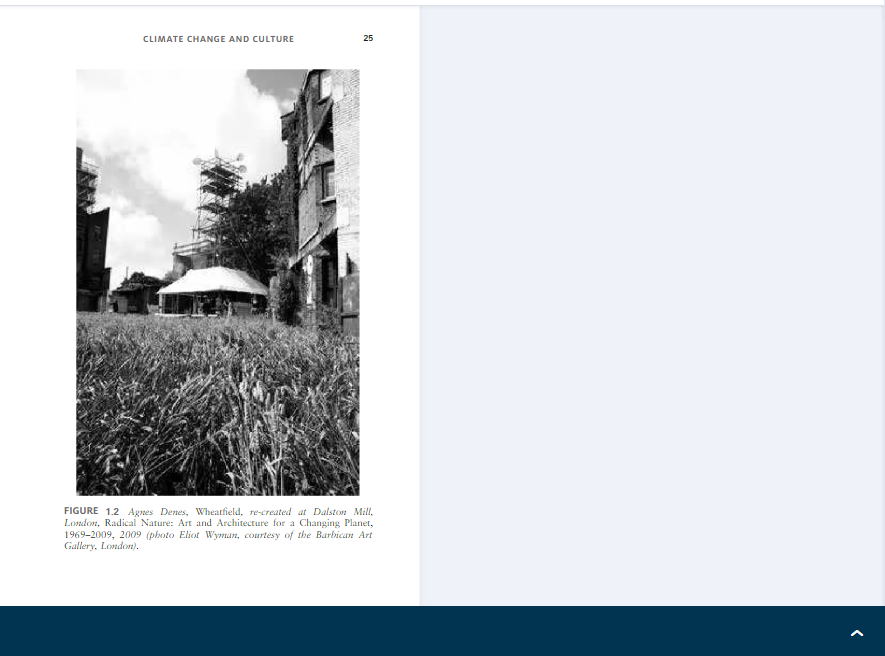 CLIMATE CHANGE AND CULTURE 25
FIGURE 1.2 Agnes Denes, Wheatfield, re-created at Dalston Mill,
London, Radical Nature: Art and Architecture for a Changing Planet,
1969–2009, 2009 (photo Eliot Wyman, courtesy of the Barbican Art
Gallery, London).